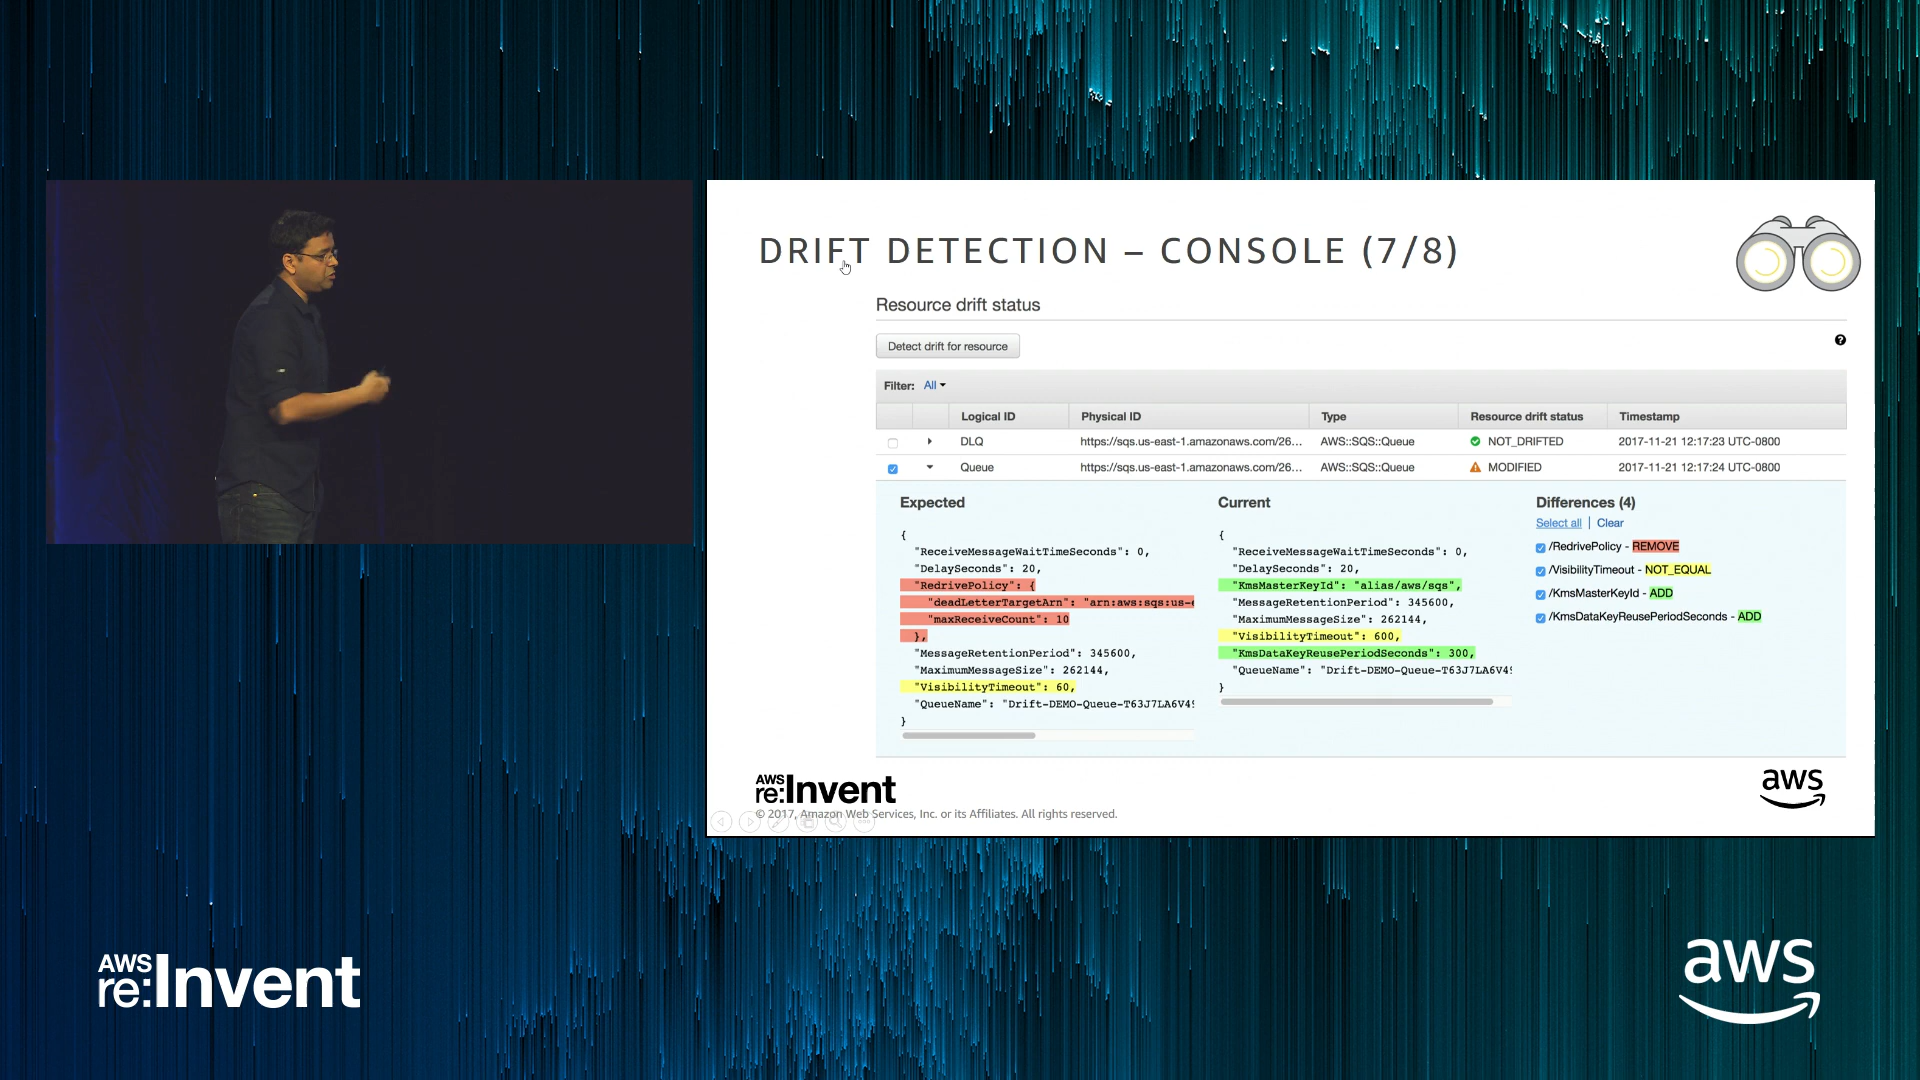 DRIFT DETECTION – CONSOLE (7/8)
Resource drift status
Detect drift for resource
?
Filter: All
Logical ID Physical ID Type Resource drift status Timestamp
DLQ https://sqs.us-east-1.amazonaws.com/26... AWS::SQS::Queue NOT_DRIFTED 2017-11-21 12:17:23 UTC-0800
Queue https://sqs.us-east-1.amazonaws.com/26... AWS::SQS::Queue MODIFIED 2017-11-21 12:17:24 UTC-0800
Expected
{
"ReceiveMessageWaitTimeSeconds": 0,
"DelaySeconds": 20,
"RedrivePolicy": {
"deadLetterTargetArn": "arn:aws:sqs:us-e
"maxReceiveCount": 10
},
"MessageRetentionPeriod": 345600,
"MaximumMessageSize": 262144,
"VisibilityTimeout": 60,
"QueueName": "Drift-DEMO-Queue-T63J7LA6V49
}
Current
{
"ReceiveMessageWaitTimeSeconds": 0,
"DelaySeconds": 20,
"KmsMasterKeyId": "alias/aws/sqs",
"MessageRetentionPeriod": 345600,
"MaximumMessageSize": 262144,
"VisibilityTimeout": 600,
"KmsDataKeyReusePeriodSeconds": 300,
"QueueName": "Drift-DEMO-Queue-T63J7LA6V49
}
Differences (4)
Select all | Clear
/RedrivePolicy - REMOVE
/VisibilityTimeout - NOT_EQUAL
/KmsMasterKeyId - ADD
/KmsDataKeyReusePeriodSeconds - ADD
AWS
re:Invent
© 2017, Amazon Web Services, Inc. or its Affiliates. All rights reserved.
aws
AWS
re:Invent
aws